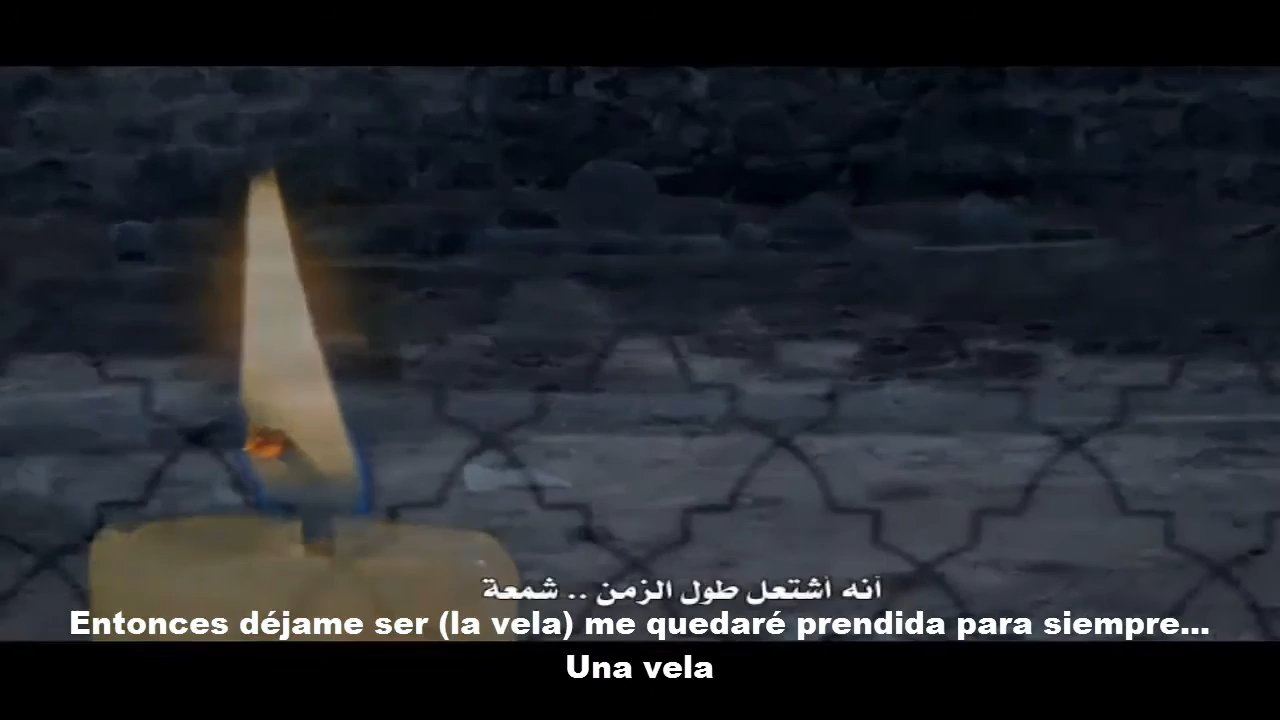 أنه أشتعل طول الزمن .. شمعة
Entonces déjame ser (la vela) me quedaré prendida para siempre...
Una vela